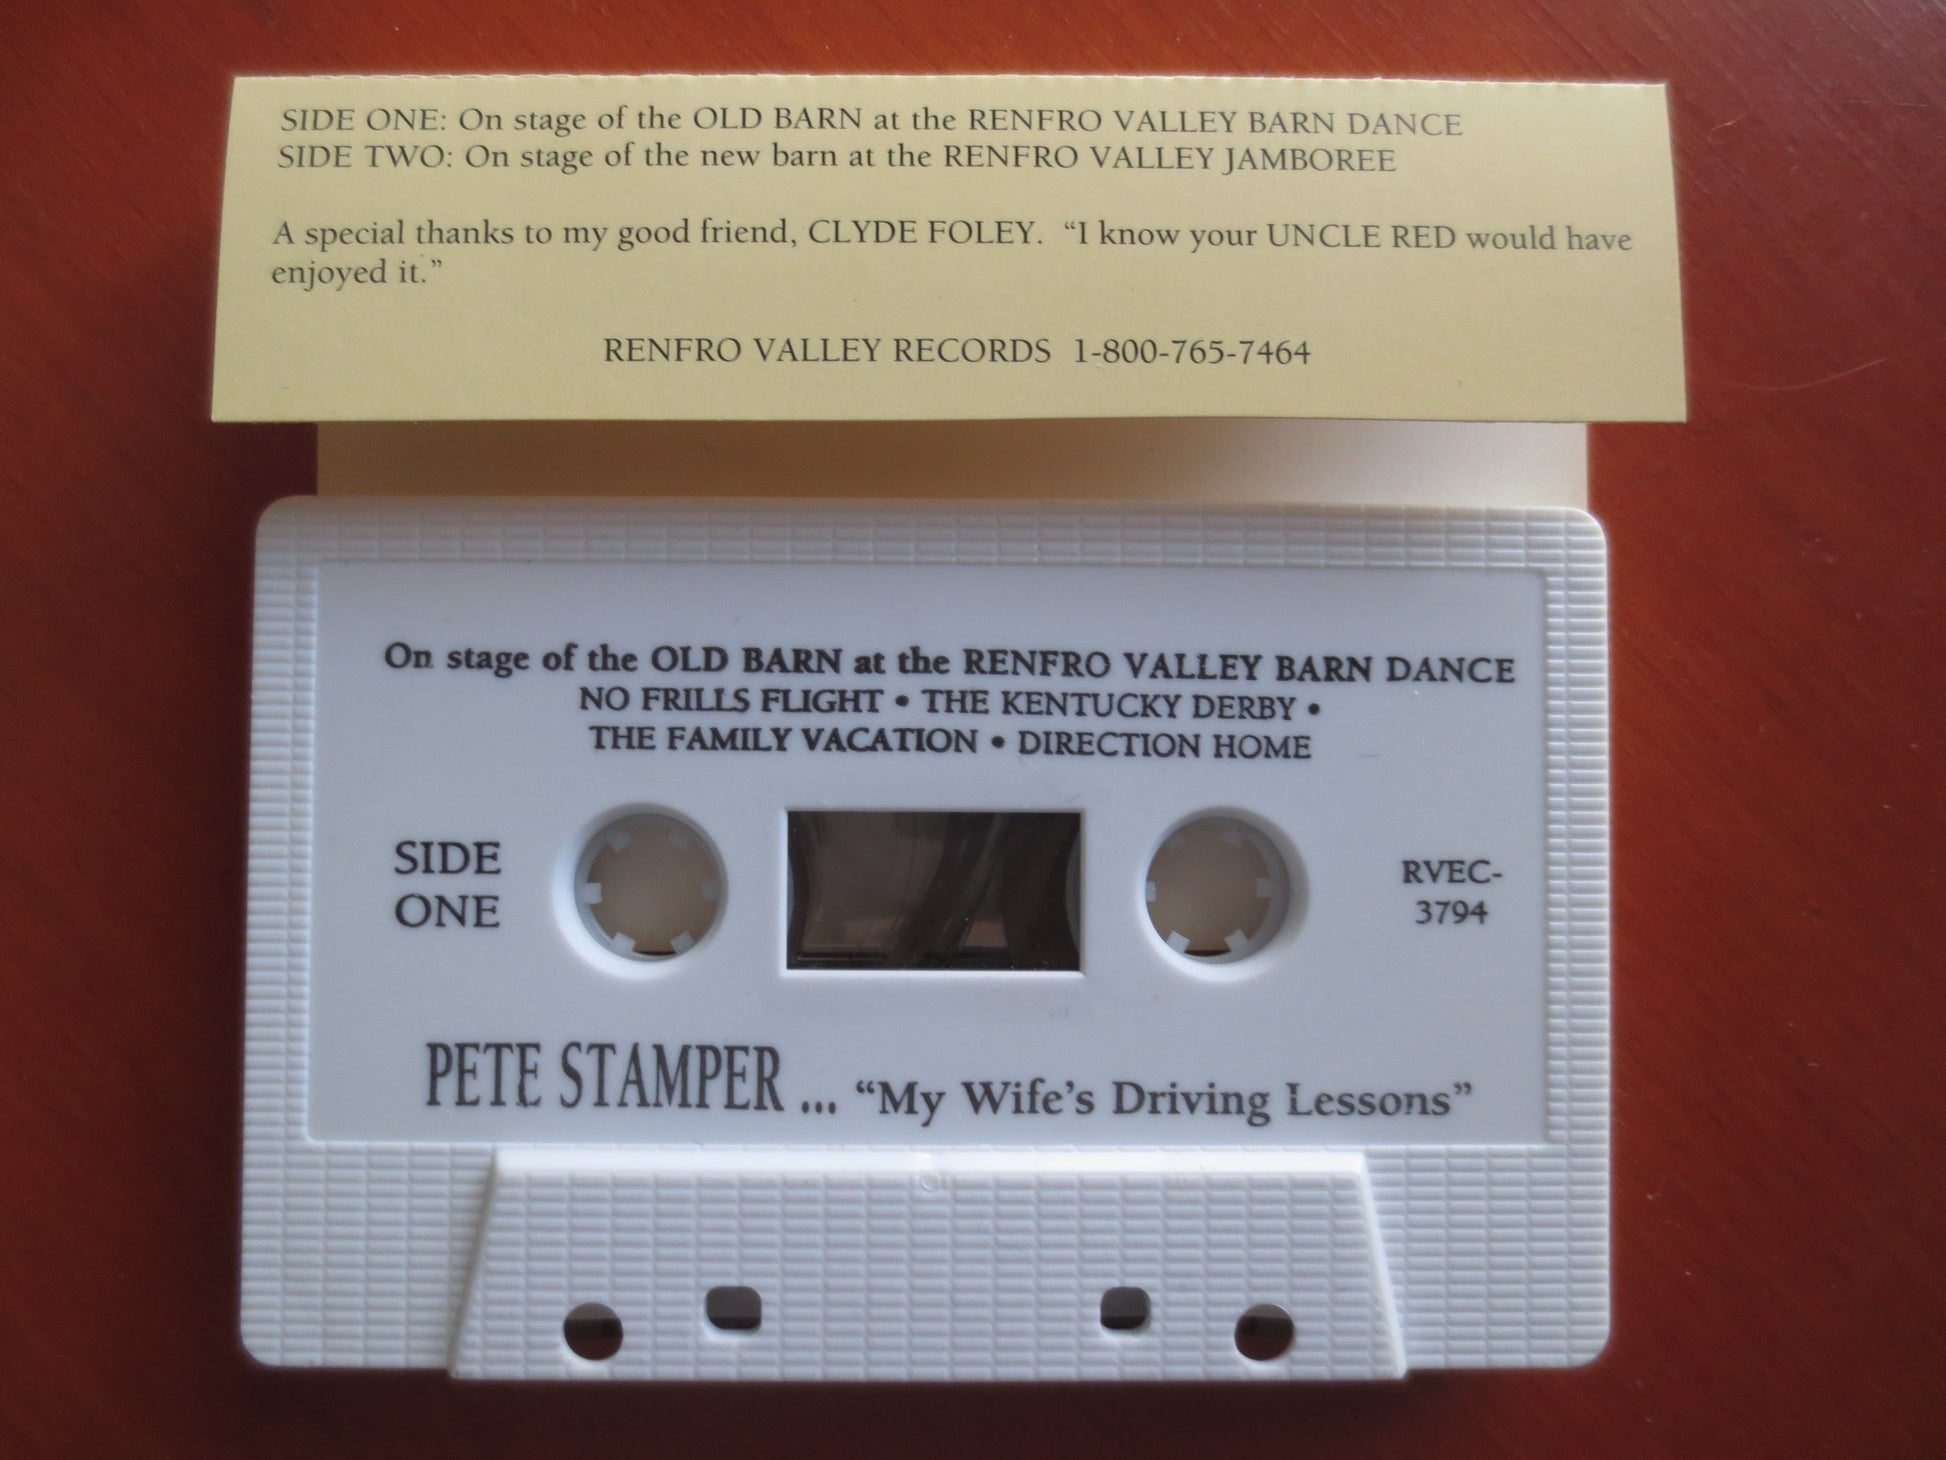 SIDE ONE: On stage of the OLD BARN at the RENFRO VALLEY BARN DANCE
SIDE TWO: On stage of the new barn at the RENFRO VALLEY JAMBOREE
A special thanks to my good friend, CLYDE FOLEY. “I know your UNCLE RED would have
enjoyed it.”
RENFRO VALLEY RECORDS 1-800-765-7464
On stage of the OLD BARN at the RENFRO VALLEY BARN DANCE
NO FRILLS FLIGHT • THE KENTUCKY DERBY •
THE FAMILY VACATION • DIRECTION HOME
SIDE
ONE
RVEC-
3794
PETE STAMPER ... “My Wife’s Driving Lessons”